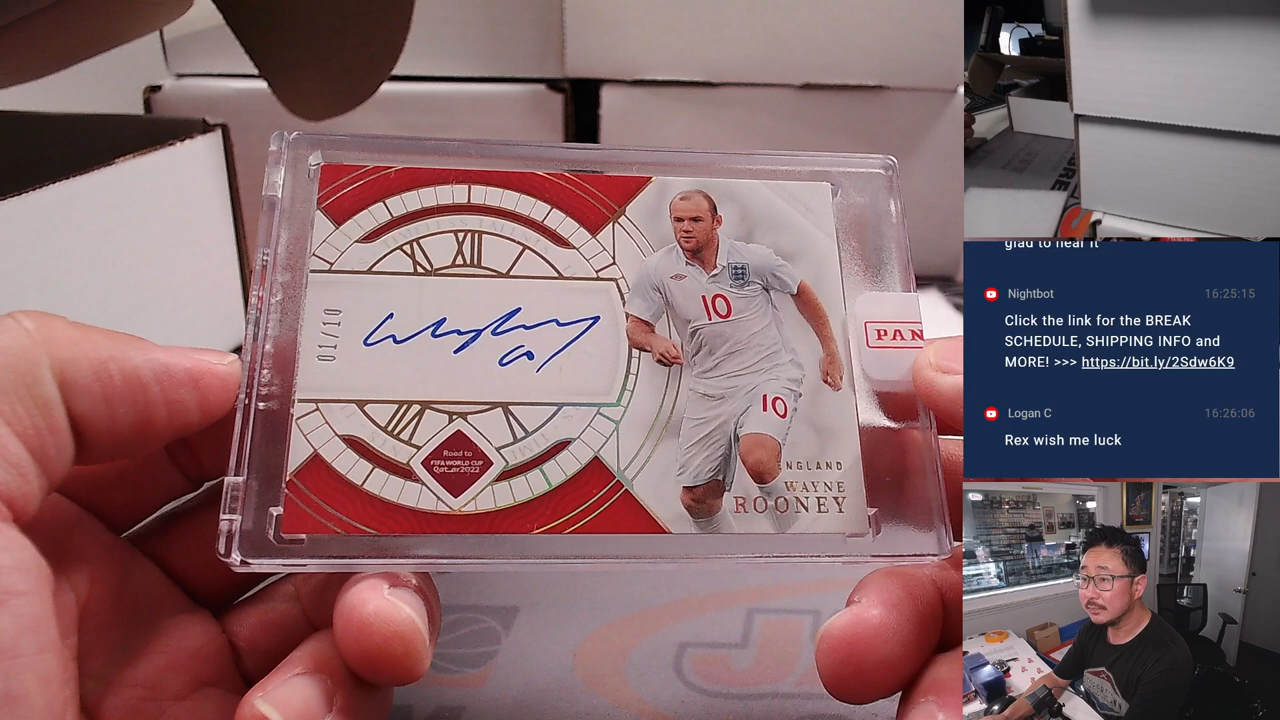 01/10
XII
10
10
Road to
FIFA WORLD CUP
Qatar2022
ENGLAND
WAYNE
ROONEY
PAN
glad to hear it
Nightbot
16:25:15
Click the link for the BREAK
SCHEDULE, SHIPPING INFO and
MORE! >>> https://bit.ly/2Sdw6K9
Logan C
16:26:06
Rex wish me luck